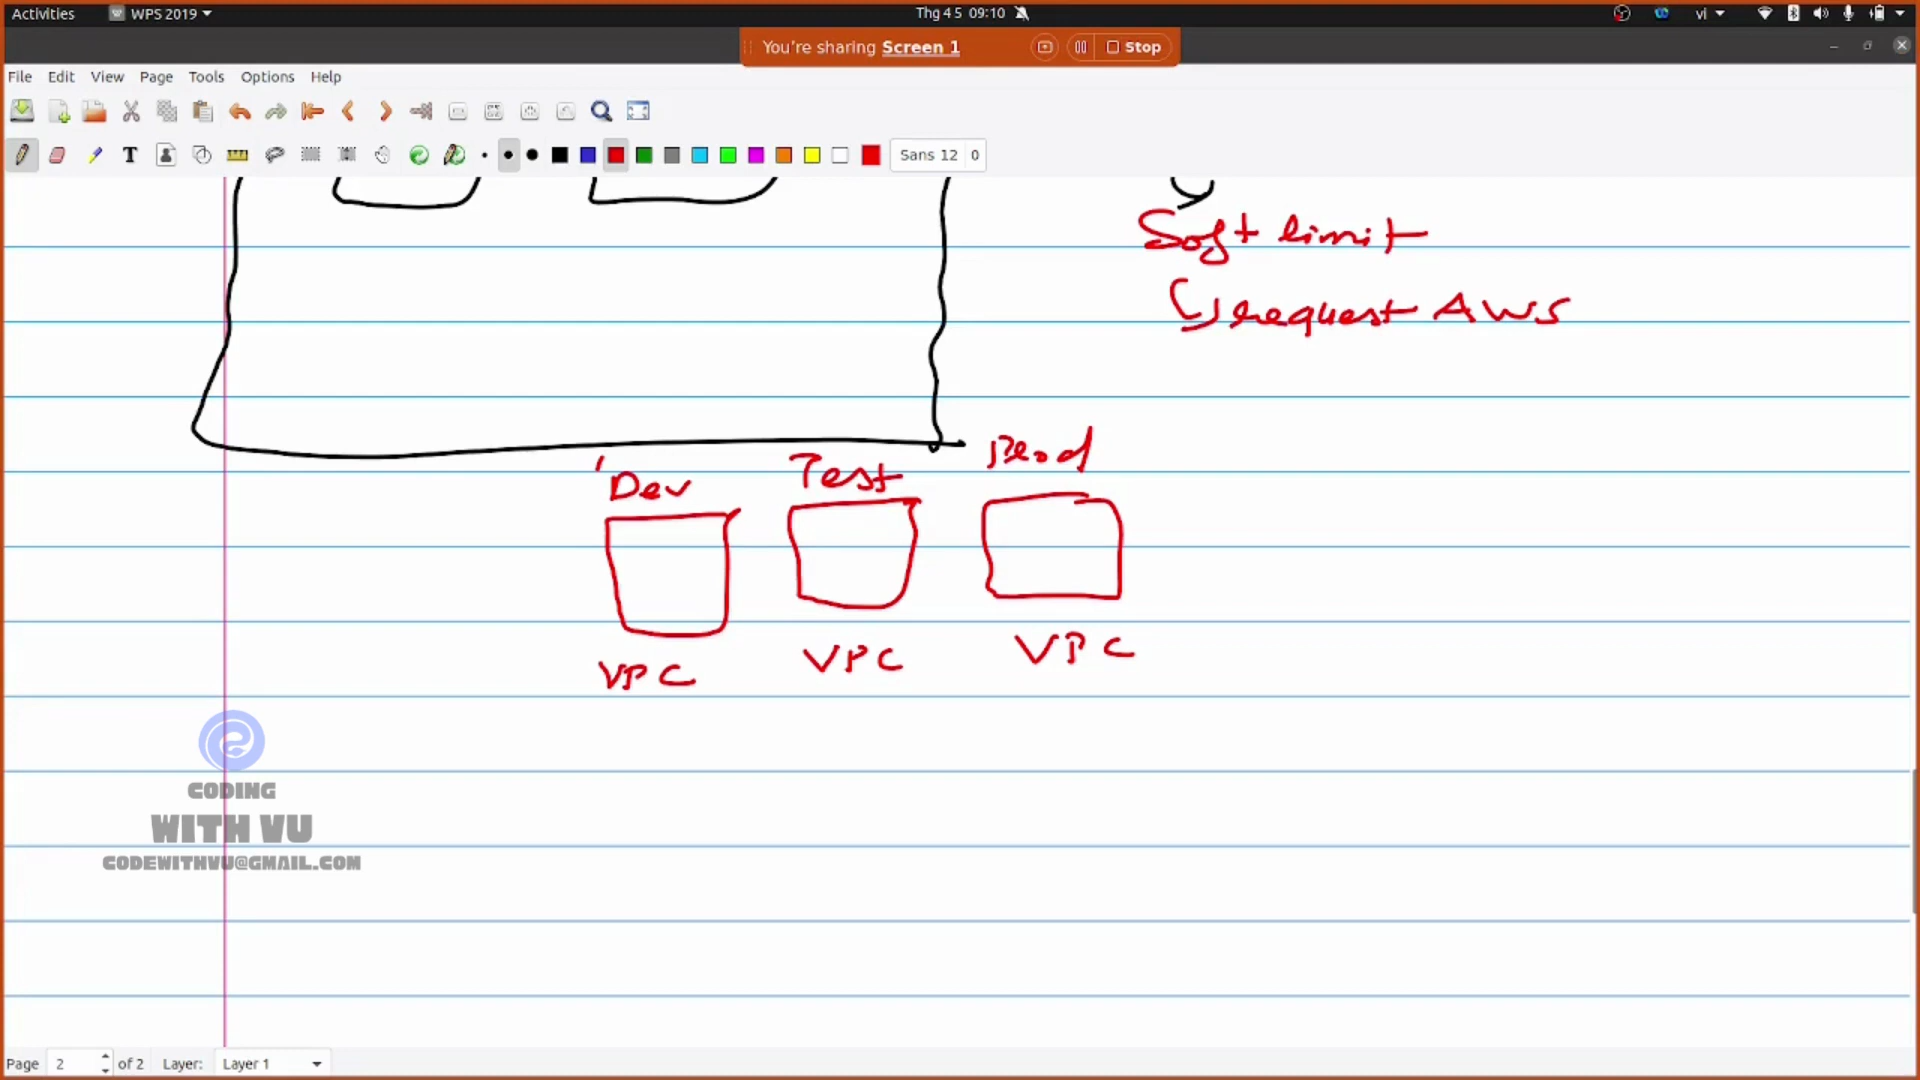 Activities WPS 2019 Thg 4 5 09:10 vi
You're sharing Screen 1 Stop
File Edit View Page Tools Options Help
T Sans 12 0
Soft limit
request AWS
Dev Test Prod
VPC VPC VPC
CODING
WITH VU
CODEWITHVU@GMAIL.COM
Page 2 of 2 Layer: Layer 1